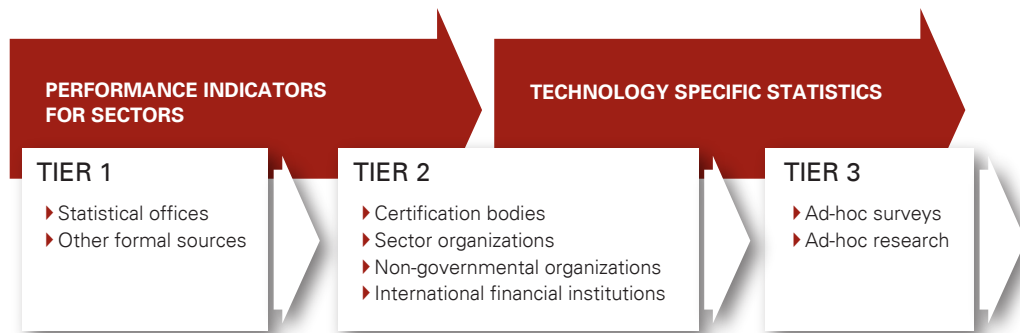 PERFORMANCE INDICATORS
FOR SECTORS
TECHNOLOGY SPECIFIC STATISTICS
TIER 1
Statistical offices
Other formal sources
TIER 2
Certification bodies
Sector organizations
Non-governmental organizations
International financial institutions
TIER 3
Ad-hoc surveys
Ad-hoc research